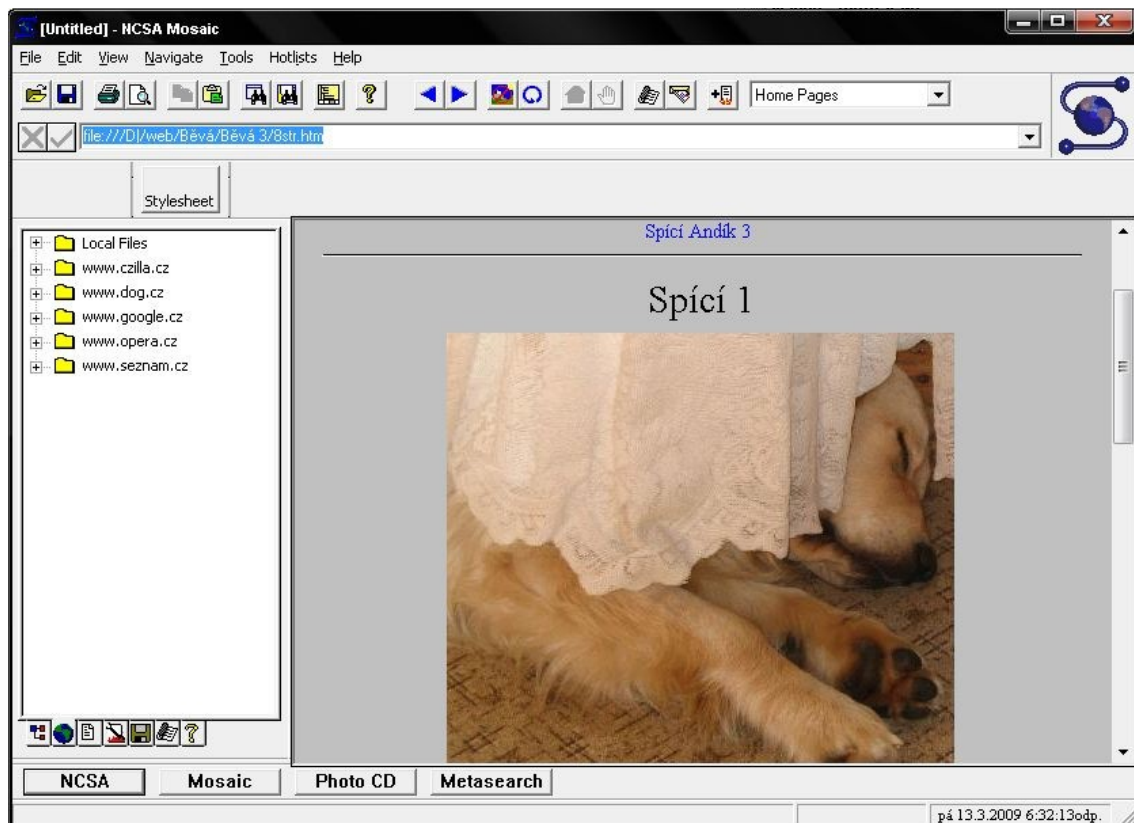 [Untitled] - NCSA Mosaic
File Edit View Navigate Tools Hotlists Help
Home Pages
file:///D|/web/Běvá/Běvá 3/8str.htm
Stylesheet
Local Files
www.czilla.cz
www.dog.cz
www.google.cz
www.opera.cz
www.seznam.cz
Spící Andík 3
Spící 1
NCSA Mosaic Photo CD Metasearch
pá 13.3.2009 6:32:13odp.